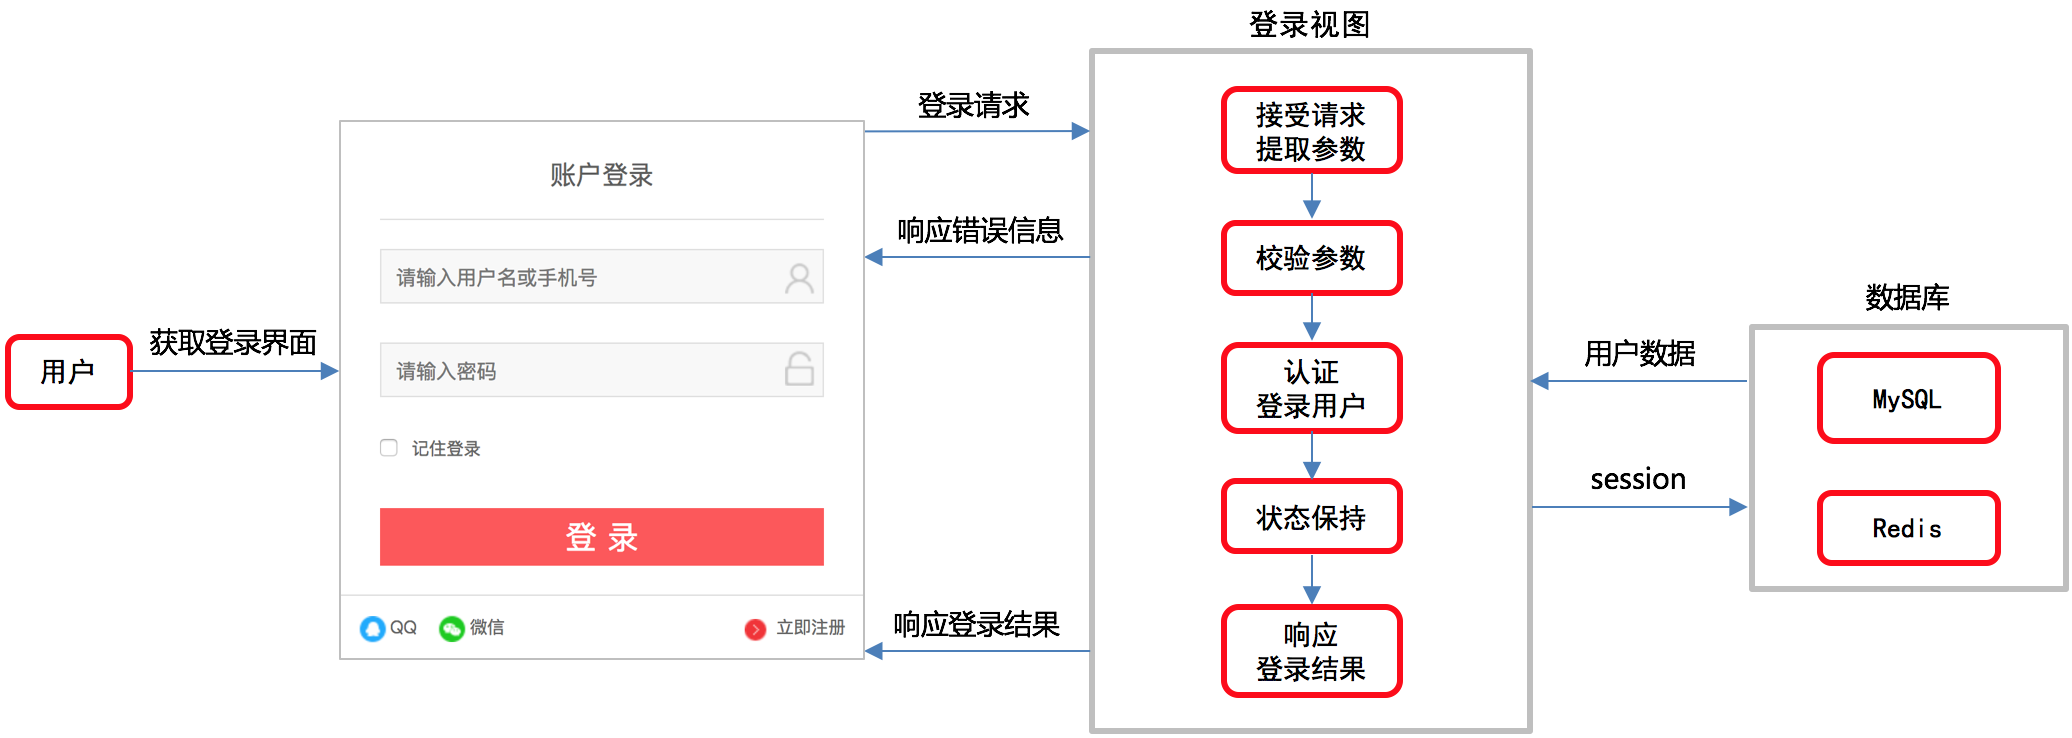 用户
获取登录界面
账户登录
请输入用户名或手机号
请输入密码
记住登录
登 录
QQ
微信
立即注册
登录请求
响应错误信息
响应登录结果
登录视图
接受请求
提取参数
校验参数
认证
登录用户
状态保持
响应
登录结果
用户数据
session
数据库
MySQL
Redis